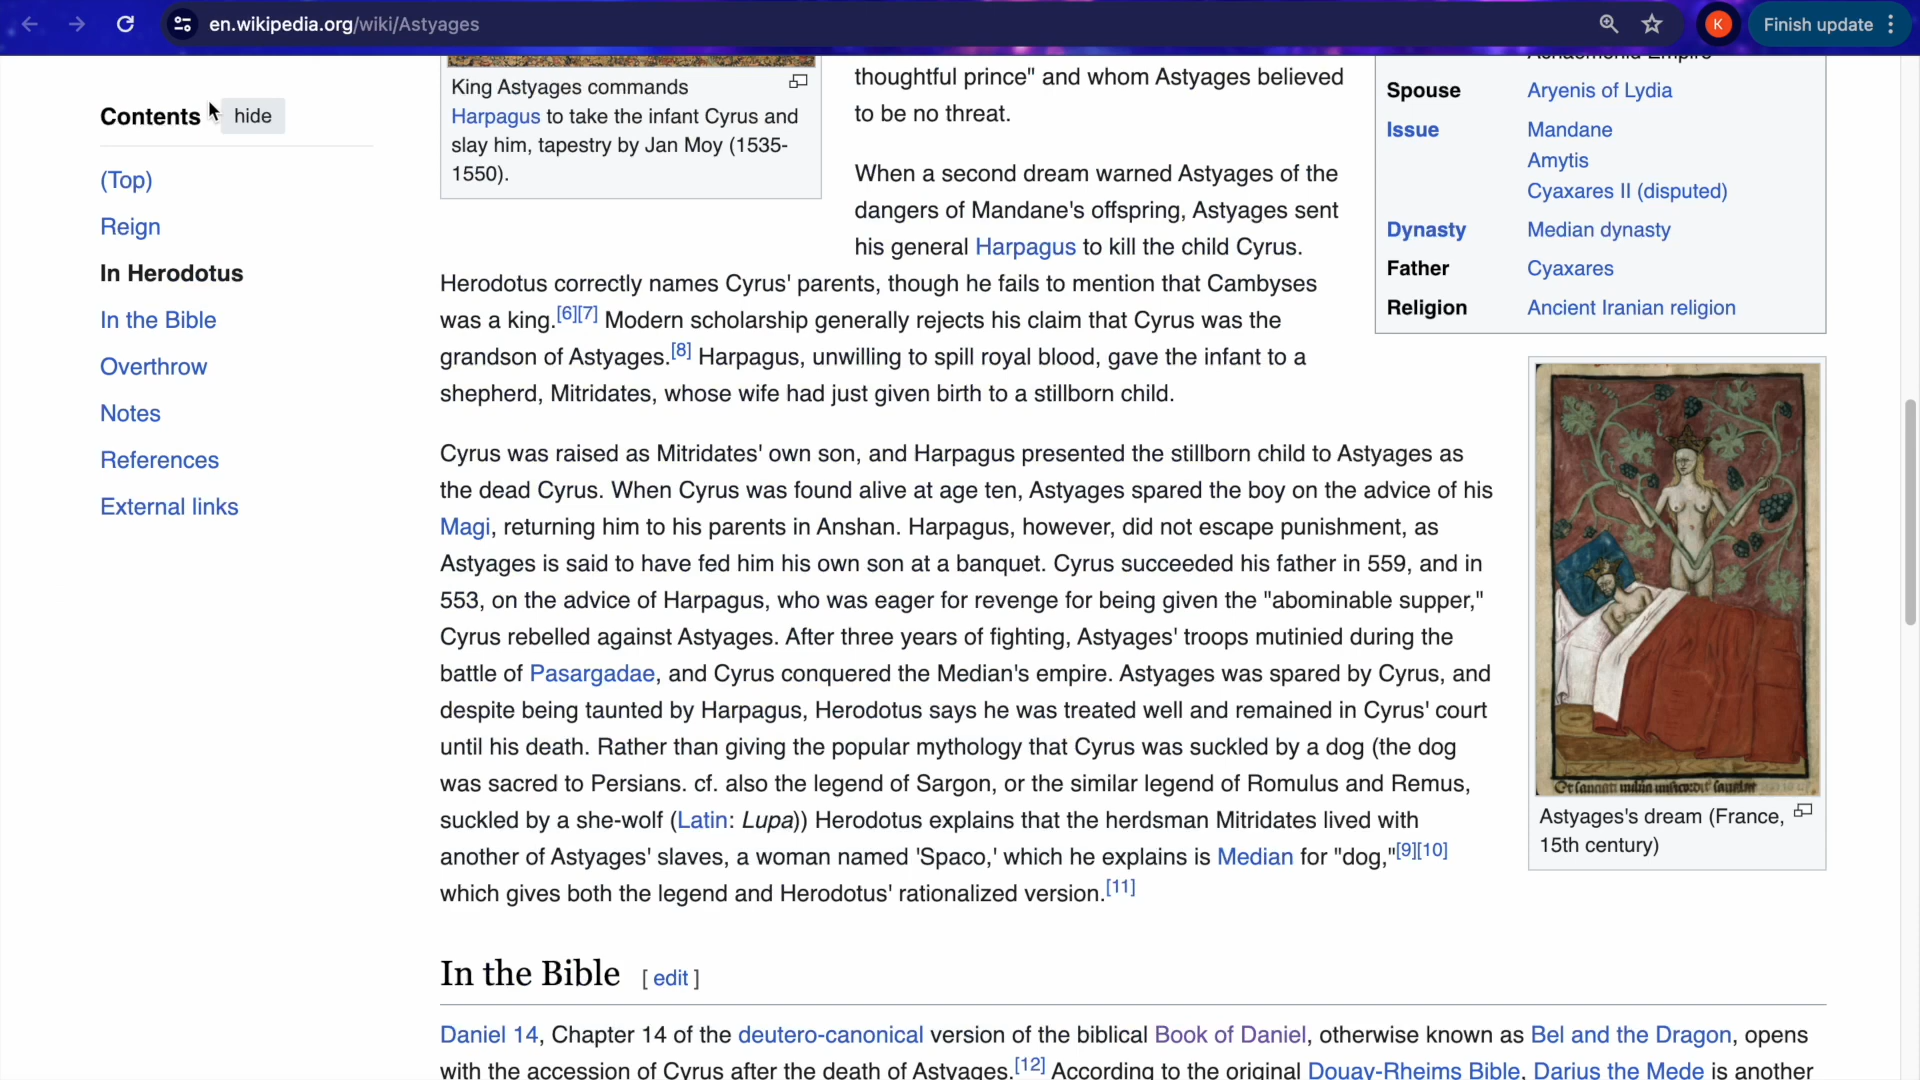 en.wikipedia.org/wiki/Astyages
K
Finish update
Contents
hide
(Top)
Reign
In Herodotus
In the Bible
Overthrow
Notes
References
External links
King Astyages commands
Harpagus to take the infant Cyrus and
slay him, tapestry by Jan Moy (1535-
1550).
thoughtful prince" and whom Astyages believed
to be no threat.
When a second dream warned Astyages of the
dangers of Mandane's offspring, Astyages sent
his general Harpagus to kill the child Cyrus.
Herodotus correctly names Cyrus' parents, though he fails to mention that Cambyses
was a king.[6][7] Modern scholarship generally rejects his claim that Cyrus was the
grandson of Astyages.[8] Harpagus, unwilling to spill royal blood, gave the infant to a
shepherd, Mitridates, whose wife had just given birth to a stillborn child.
Cyrus was raised as Mitridates' own son, and Harpagus presented the stillborn child to Astyages as
the dead Cyrus. When Cyrus was found alive at age ten, Astyages spared the boy on the advice of his
Magi, returning him to his parents in Anshan. Harpagus, however, did not escape punishment, as
Astyages is said to have fed him his own son at a banquet. Cyrus succeeded his father in 559, and in
553, on the advice of Harpagus, who was eager for revenge for being given the "abominable supper,"
Cyrus rebelled against Astyages. After three years of fighting, Astyages' troops mutinied during the
battle of Pasargadae, and Cyrus conquered the Median's empire. Astyages was spared by Cyrus, and
despite being taunted by Harpagus, Herodotus says he was treated well and remained in Cyrus' court
until his death. Rather than giving the popular mythology that Cyrus was suckled by a dog (the dog
was sacred to Persians. cf. also the legend of Sargon, or the similar legend of Romulus and Remus,
suckled by a she-wolf (Latin: Lupa)) Herodotus explains that the herdsman Mitridates lived with
another of Astyages' slaves, a woman named 'Spaco,' which he explains is Median for "dog,"[9][10]
which gives both the legend and Herodotus' rationalized version.[11]
In the Bible [ edit ]
Daniel 14, Chapter 14 of the deutero-canonical version of the biblical Book of Daniel, otherwise known as Bel and the Dragon, opens
with the accession of Cyrus after the death of Astyages.[12] According to the original Douay-Rheims Bible, Darius the Mede is another
Achaemenid Empire
Spouse Aryenis of Lydia
Issue Mandane
Amytis
Cyaxares II (disputed)
Dynasty Median dynasty
Father Cyaxares
Religion Ancient Iranian religion
Astyages's dream (France,
15th century)